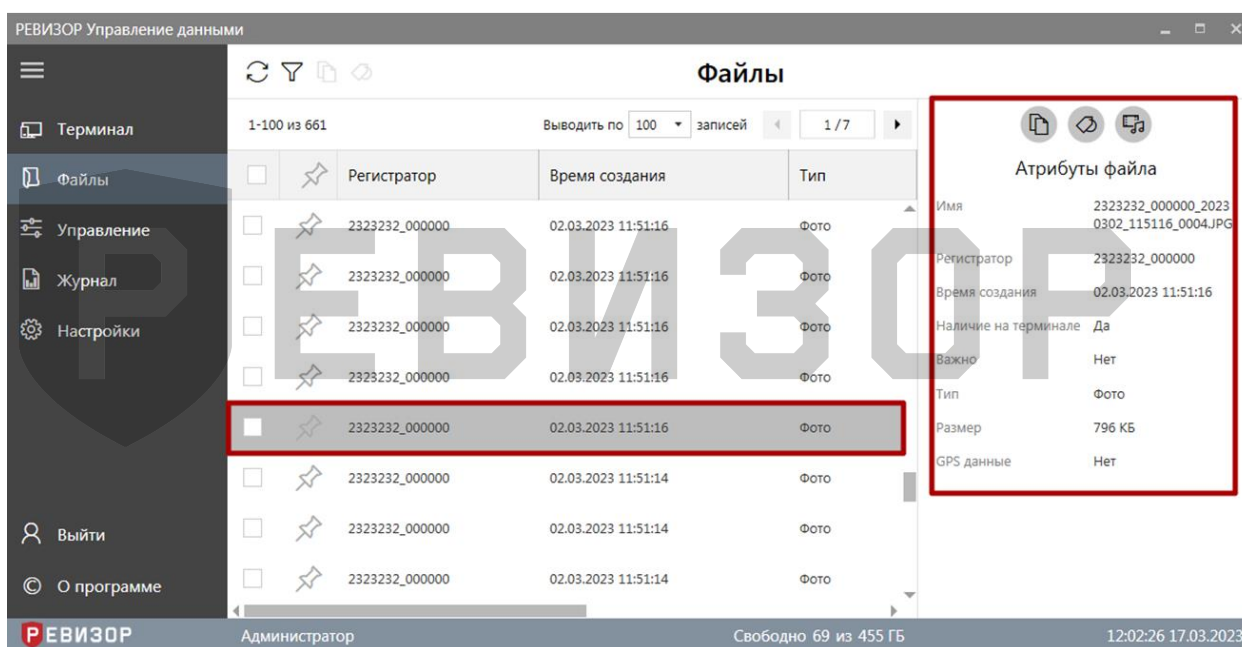 РЕВИЗОР Управление данными
Файлы
Терминал
Файлы
Управление
Журнал
Настройки
Выйти
© О программе
1-100 из 661
Выводить по 100 записей 1 / 7
Регистратор Время создания Тип
2323232_000000 02.03.2023 11:51:16 Фото
2323232_000000 02.03.2023 11:51:16 Фото
2323232_000000 02.03.2023 11:51:16 Фото
2323232_000000 02.03.2023 11:51:16 Фото
2323232_000000 02.03.2023 11:51:16 Фото
2323232_000000 02.03.2023 11:51:14 Фото
2323232_000000 02.03.2023 11:51:14 Фото
2323232_000000 02.03.2023 11:51:14 Фото
Атрибуты файла
Имя 2323232_000000_2023
0302_115116_0004.JPG
Регистратор 2323232_000000
Время создания 02.03.2023 11:51:16
Наличие на терминале Да
Важно Нет
Тип Фото
Размер 796 КБ
GPS данные Нет
РЕВИЗОР
РЕВИЗОР Администратор Свободно 69 из 455 ГБ 12:02:26 17.03.2023